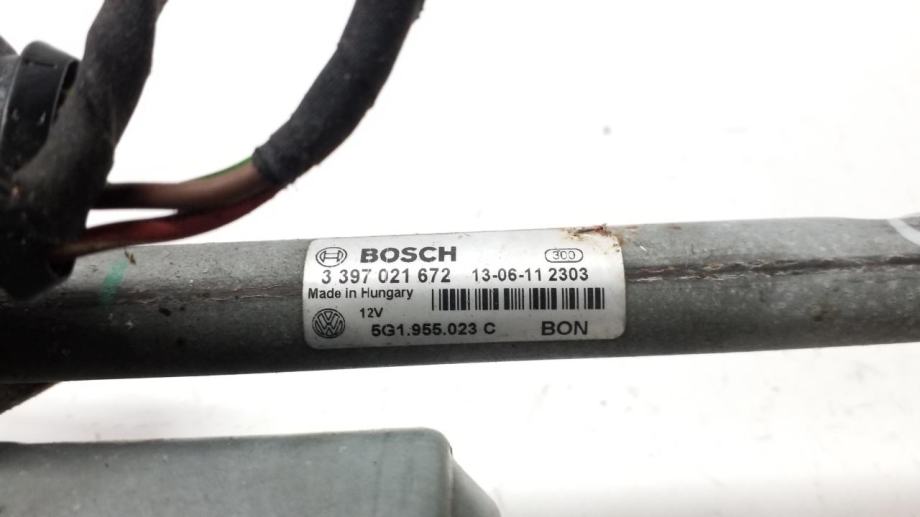 BOSCH 300
3 397 021 672 13-06-11 2303
Made in Hungary
12V
5G1.955.023 C BON